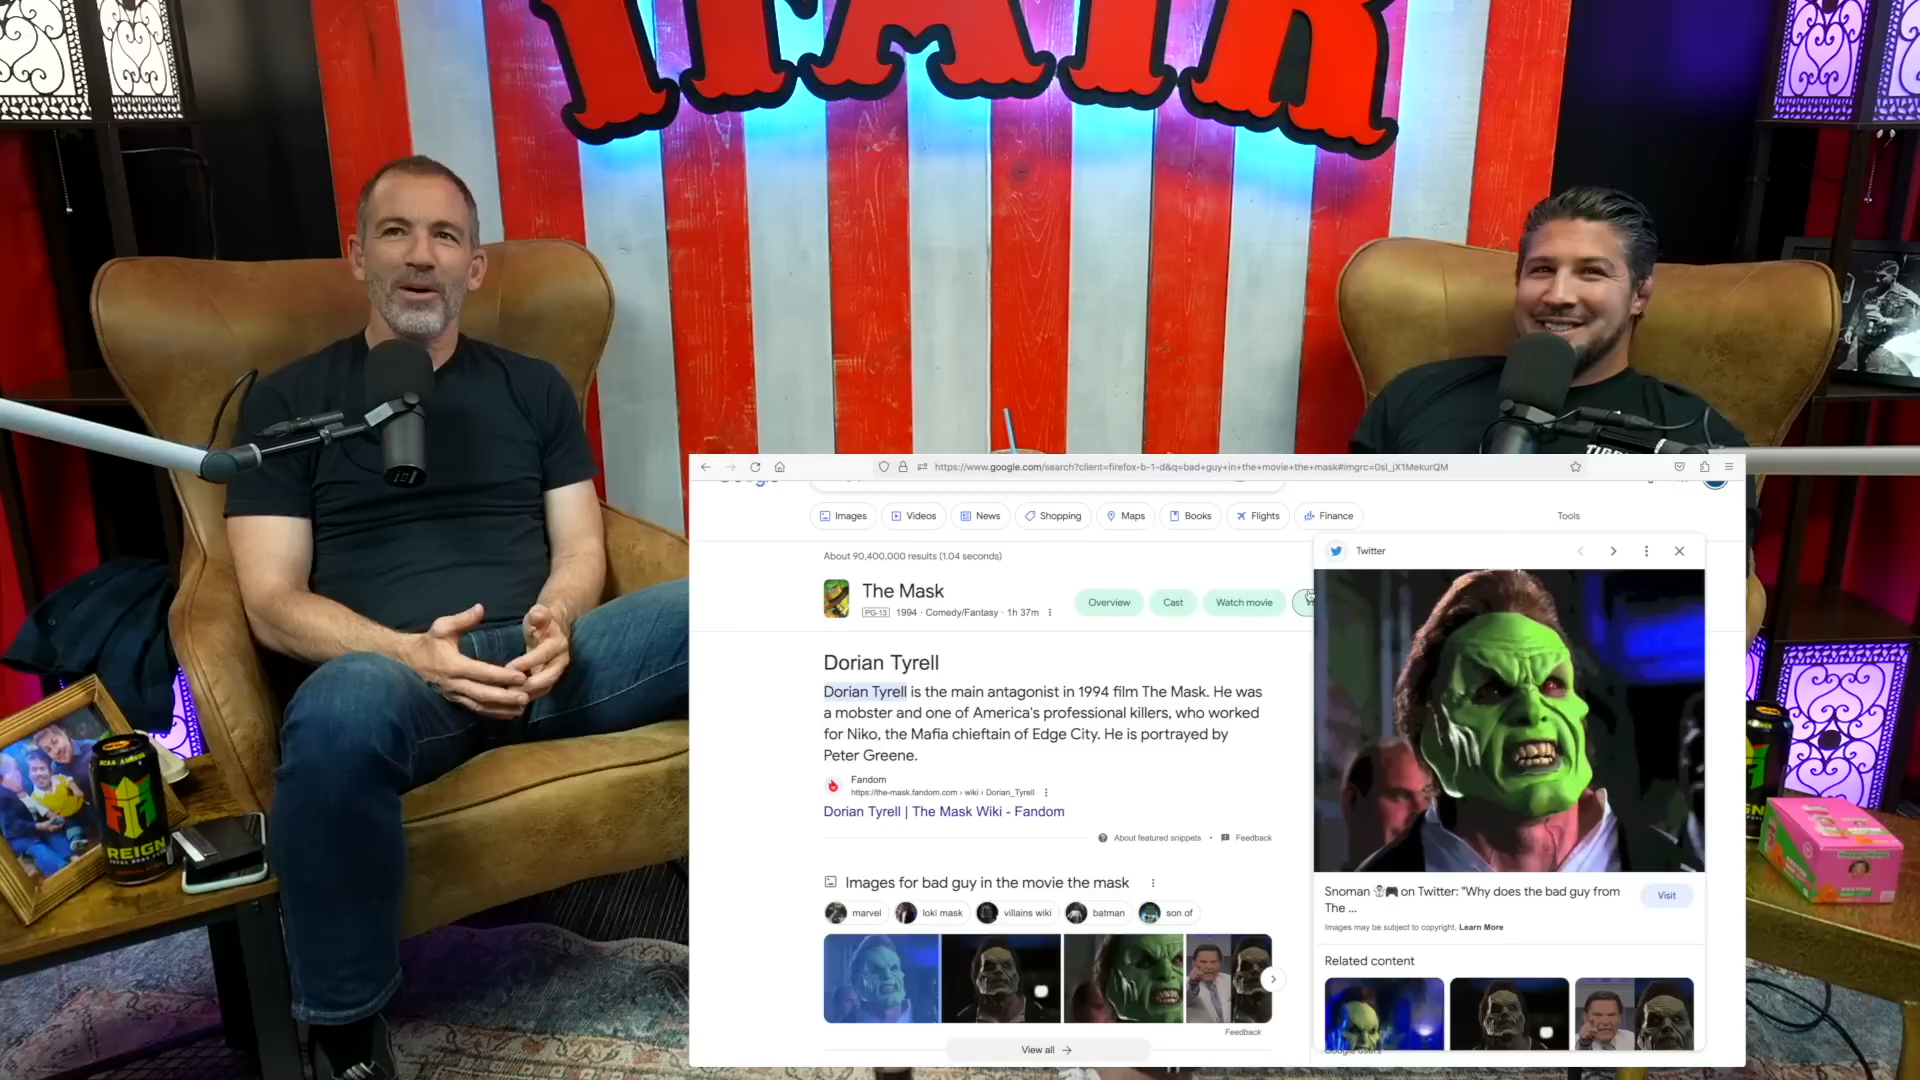 https://www.google.com/search?client=firefox-b-1-d&q=bad+guy+in+the+movie+the+mask#imgrc=0sl_jX1MekurQM
Images
Videos
News
Shopping
Maps
Books
Flights
Finance
Tools
About 90,400,000 results (1.04 seconds)
The Mask
PG-13 1994 · Comedy/Fantasy · 1h 37m
Overview
Cast
Watch movie
Dorian Tyrell
Dorian Tyrell is the main antagonist in 1994 film The Mask. He was
a mobster and one of America's professional killers, who worked
for Niko, the Mafia chieftain of Edge City. He is portrayed by
Peter Greene.
Fandom
https://the-mask.fandom.com › wiki › Dorian_Tyrell
Dorian Tyrell | The Mask Wiki - Fandom
About featured snippets • Feedback
Images for bad guy in the movie the mask
marvel
loki mask
villains wiki
batman
son of
Feedback
View all
Twitter
Snoman ☃🎮 on Twitter: "Why does the bad guy from
The ...
Visit
Images may be subject to copyright. Learn More
Related content
REIGN
TOTAL BODY FUEL